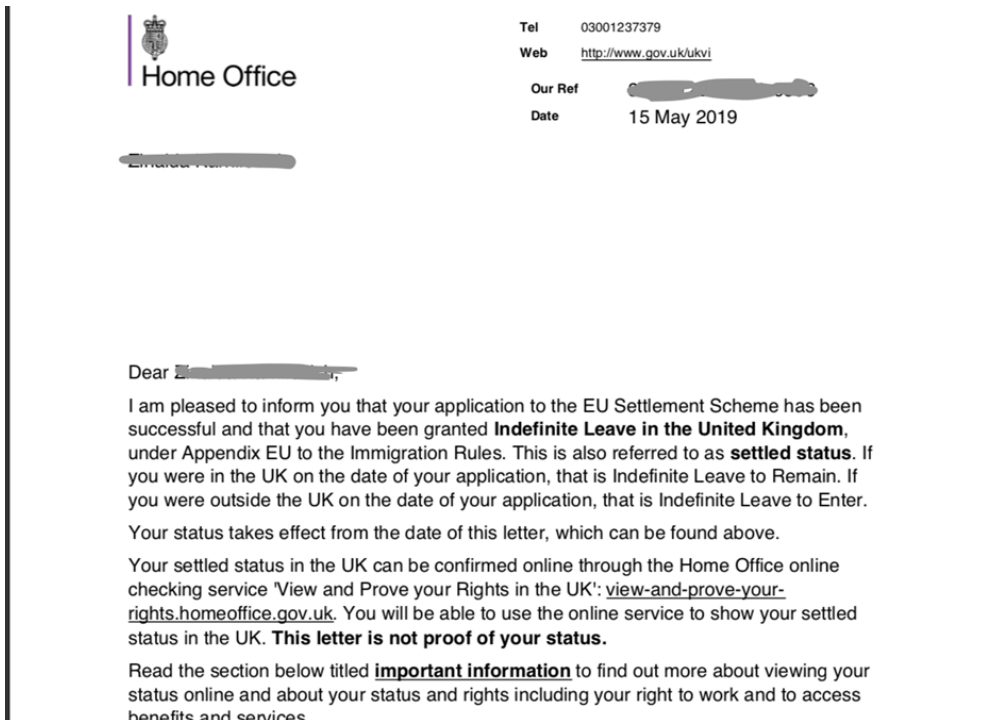 Home Office
Tel 03001237379
Web http://www.gov.uk/ukvi
Our Ref
Date 15 May 2019
Dear
I am pleased to inform you that your application to the EU Settlement Scheme has been
successful and that you have been granted Indefinite Leave in the United Kingdom,
under Appendix EU to the Immigration Rules. This is also referred to as settled status. If
you were in the UK on the date of your application, that is Indefinite Leave to Remain. If
you were outside the UK on the date of your application, that is Indefinite Leave to Enter.
Your status takes effect from the date of this letter, which can be found above.
Your settled status in the UK can be confirmed online through the Home Office online
checking service 'View and Prove your Rights in the UK': view-and-prove-your-
rights.homeoffice.gov.uk. You will be able to use the online service to show your settled
status in the UK. This letter is not proof of your status.
Read the section below titled important information to find out more about viewing your
status online and about your status and rights including your right to work and to access
benefits and services.